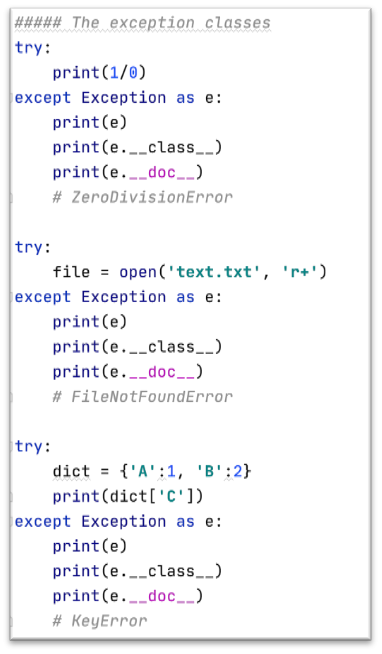 ##### The exception classes
try:
    print(1/0)
except Exception as e:
    print(e)
    print(e.__class__)
    print(e.__doc__)
    # ZeroDivisionError

try:
    file = open('text.txt', 'r+')
except Exception as e:
    print(e)
    print(e.__class__)
    print(e.__doc__)
    # FileNotFoundError

try:
    dict = {'A':1, 'B':2}
    print(dict['C'])
except Exception as e:
    print(e)
    print(e.__class__)
    print(e.__doc__)
    # KeyError